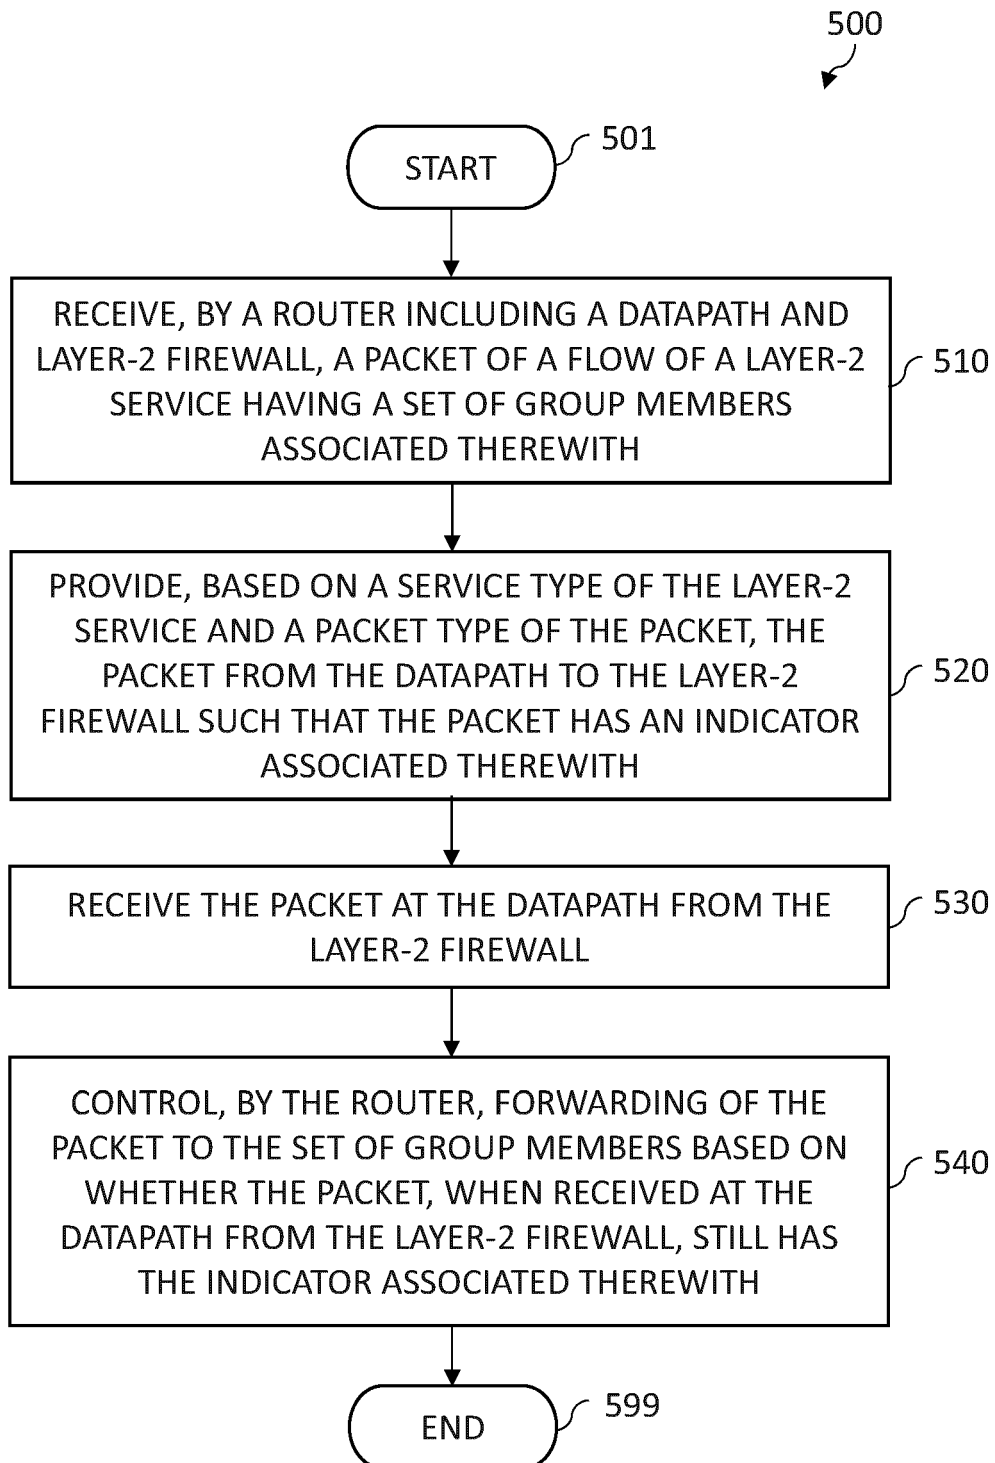 500
START
501
RECEIVE, BY A ROUTER INCLUDING A DATAPATH AND
LAYER-2 FIREWALL, A PACKET OF A FLOW OF A LAYER-2
SERVICE HAVING A SET OF GROUP MEMBERS
ASSOCIATED THEREWITH
510
PROVIDE, BASED ON A SERVICE TYPE OF THE LAYER-2
SERVICE AND A PACKET TYPE OF THE PACKET, THE
PACKET FROM THE DATAPATH TO THE LAYER-2
FIREWALL SUCH THAT THE PACKET HAS AN INDICATOR
ASSOCIATED THEREWITH
520
RECEIVE THE PACKET AT THE DATAPATH FROM THE
LAYER-2 FIREWALL
530
CONTROL, BY THE ROUTER, FORWARDING OF THE
PACKET TO THE SET OF GROUP MEMBERS BASED ON
WHETHER THE PACKET, WHEN RECEIVED AT THE
DATAPATH FROM THE LAYER-2 FIREWALL, STILL HAS
THE INDICATOR ASSOCIATED THEREWITH
540
END
599